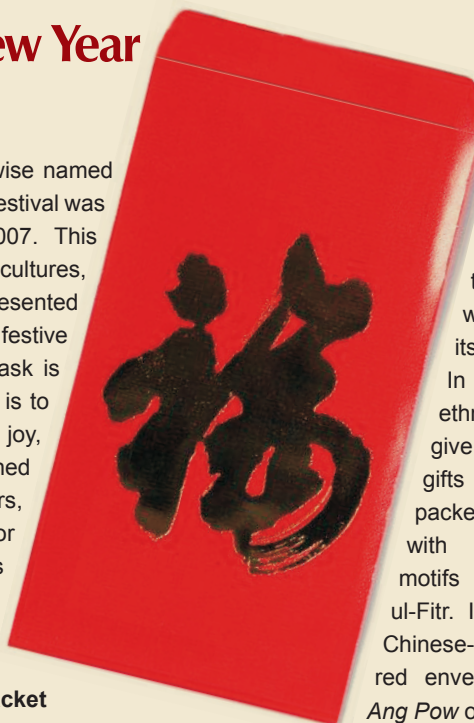 ew Year
wise named
estival was
007. This
cultures,
esented
festive
ask is
is to
joy,
ned
rs,
or
s
cket
福
t
w
its
In
ethn
give
gifts
packe
with
motifs
ul-Fitr. I
Chinese-
red enve
Ang Pow o